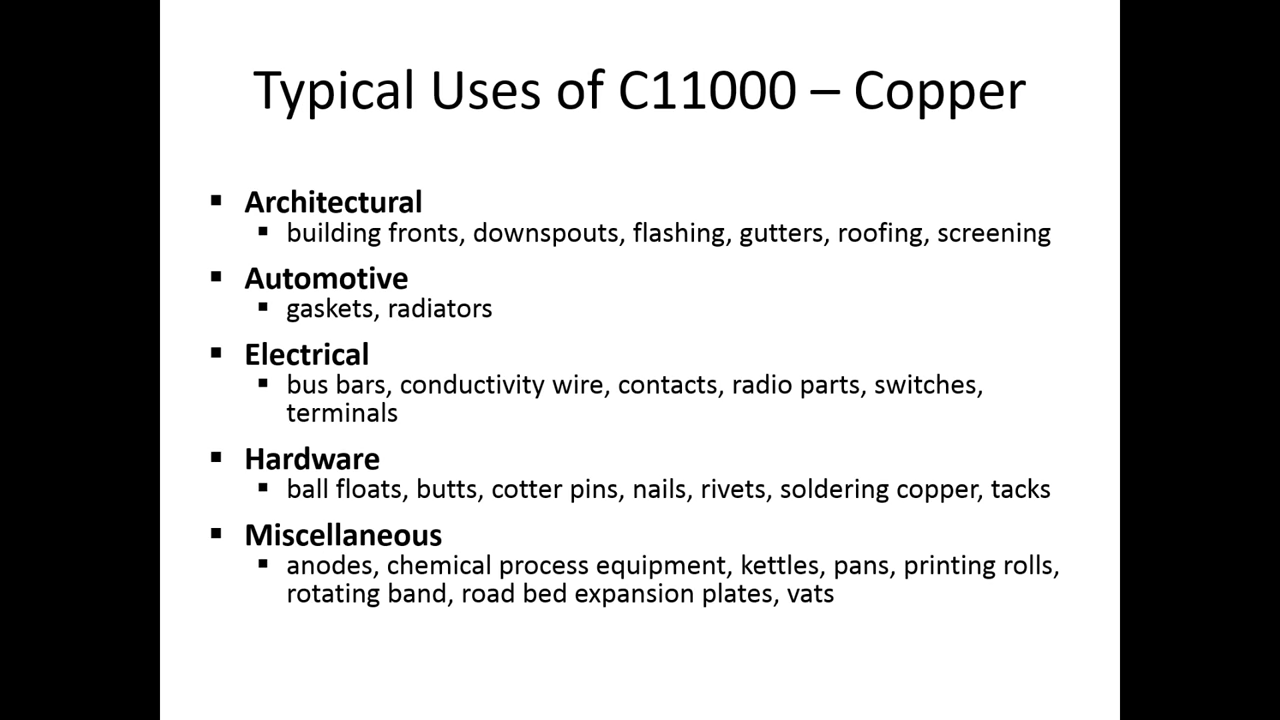 Typical Uses of C11000 – Copper
▪ Architectural
▪ building fronts, downspouts, flashing, gutters, roofing, screening
▪ Automotive
▪ gaskets, radiators
▪ Electrical
▪ bus bars, conductivity wire, contacts, radio parts, switches,
terminals
▪ Hardware
▪ ball floats, butts, cotter pins, nails, rivets, soldering copper, tacks
▪ Miscellaneous
▪ anodes, chemical process equipment, kettles, pans, printing rolls,
rotating band, road bed expansion plates, vats